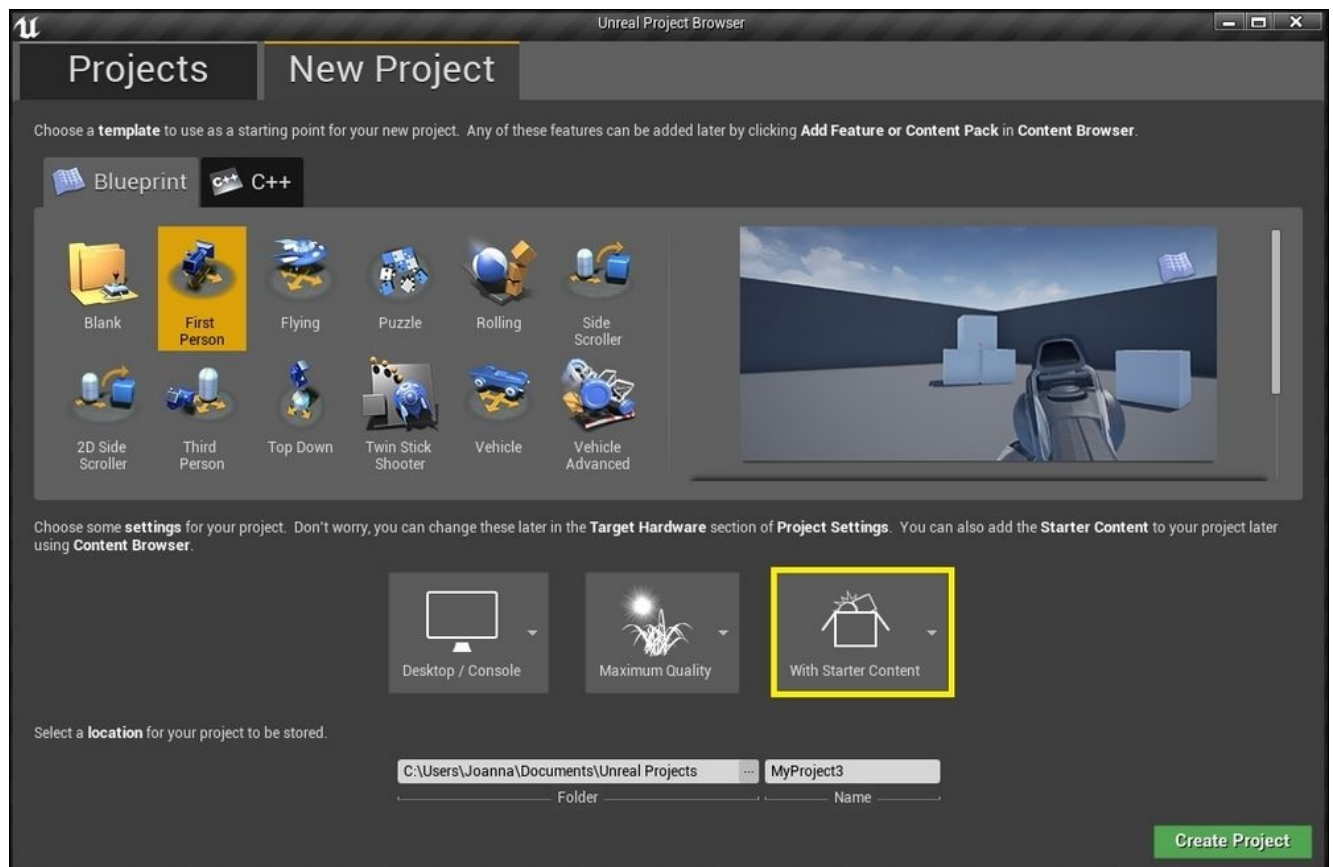 Unreal Project Browser
Projects
New Project
Choose a template to use as a starting point for your new project. Any of these features can be added later by clicking Add Feature or Content Pack in Content Browser.
Blueprint
C++
C++
Blank
First
Person
Flying
Puzzle
Rolling
Side
Scroller
2D Side
Scroller
Third
Person
Top Down
Twin Stick
Shooter
Vehicle
Vehicle
Advanced
Choose some settings for your project. Don't worry, you can change these later in the Target Hardware section of Project Settings. You can also add the Starter Content to your project later
using Content Browser.
Desktop / Console
Maximum Quality
With Starter Content
Select a location for your project to be stored.
C:\Users\Joanna\Documents\Unreal Projects
...
MyProject3
Folder
Name
Create Project